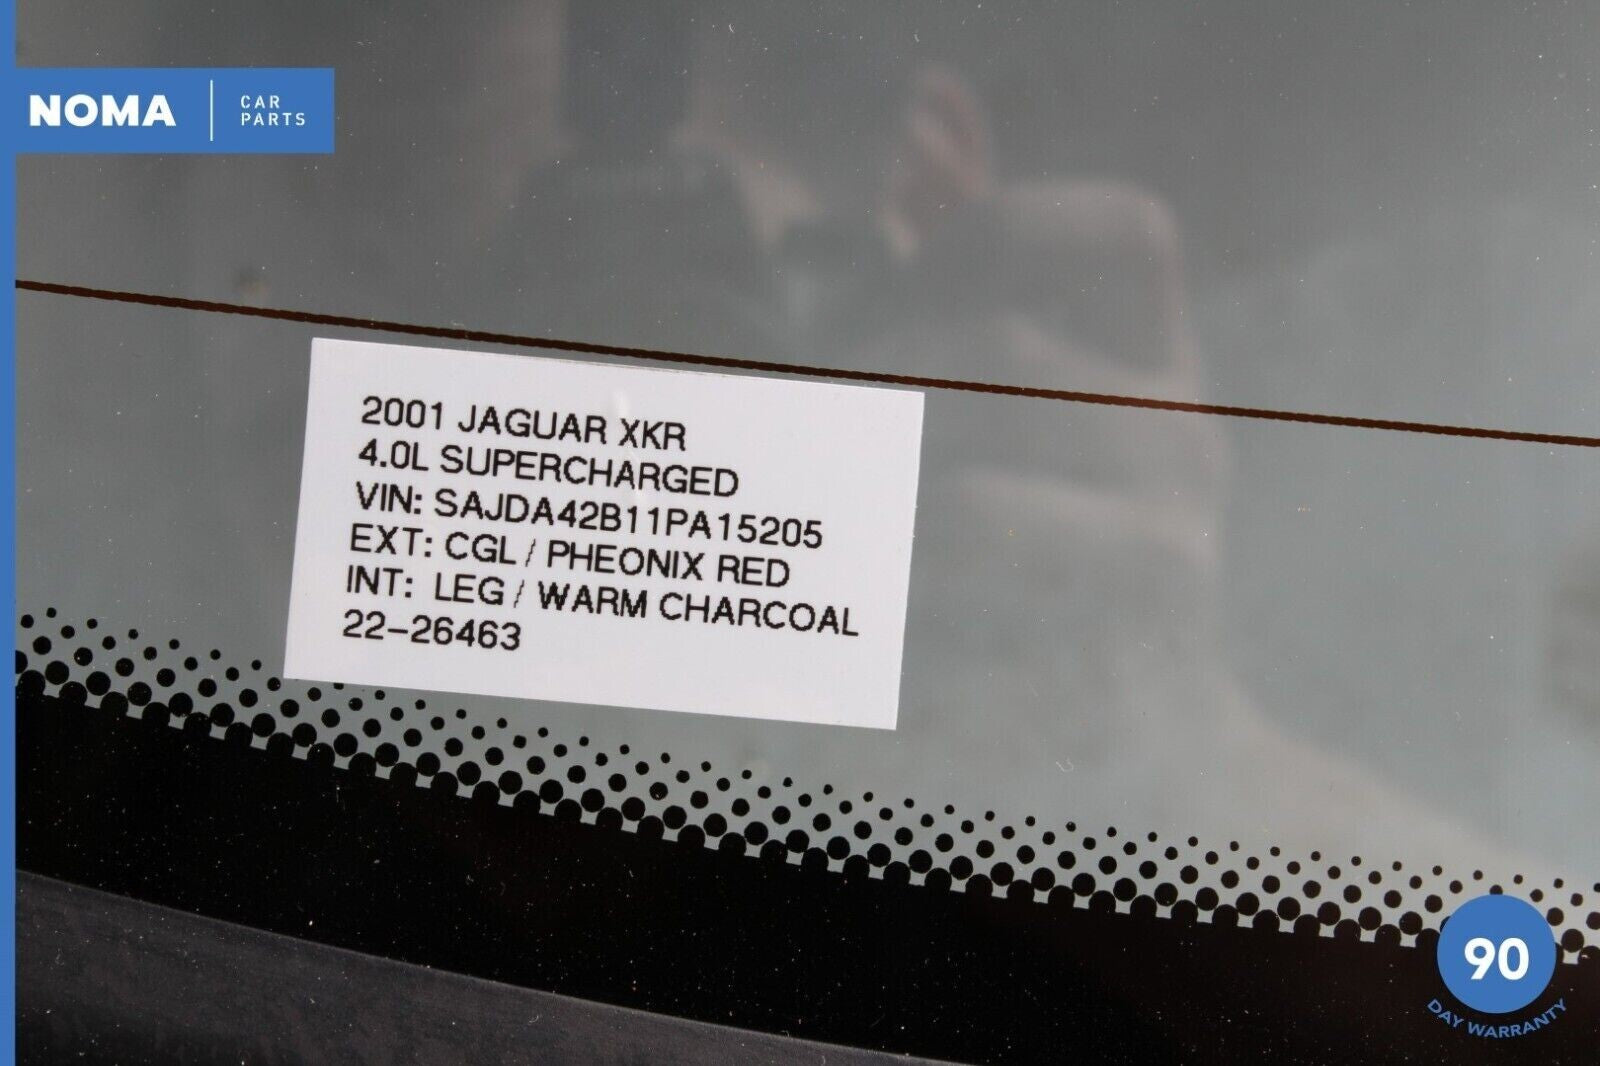 NOMA
CAR
PARTS
2001 JAGUAR XKR
4.0L SUPERCHARGED
VIN: SAJDA42B11PA15205
EXT: CGL / PHEONIX RED
INT: LEG / WARM CHARCOAL
22-26463
90
DAY WARRANTY